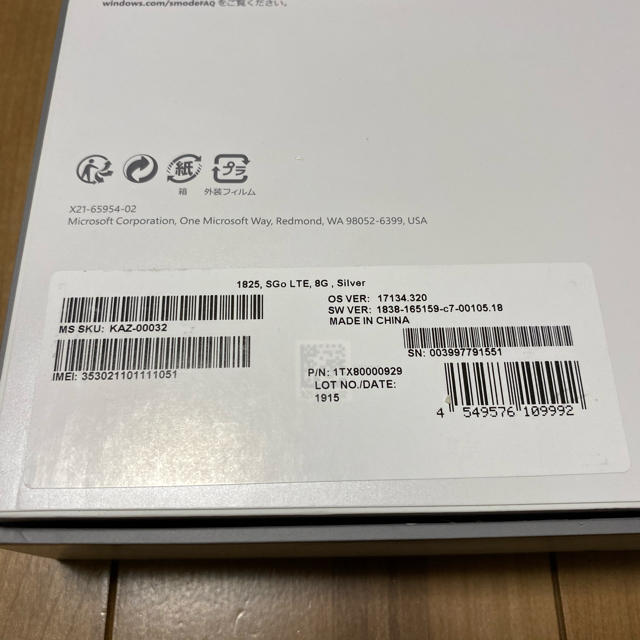 windows.com/smodeFAQ をご覧ください。
紙
プラ
箱
外装フィルム
X21-65954-02
Microsoft Corporation, One Microsoft Way, Redmond, WA 98052-6399, USA
1825, SGo LTE, 8G , Silver
MS SKU: KAZ-00032
IMEI: 353021101111051
OS VER: 17134.320
SW VER: 1838-165159-c7-00105.18
MADE IN CHINA
SN: 003997791551
P/N: 1TX80000929
LOT NO./DATE:
1915
4 549576 109992